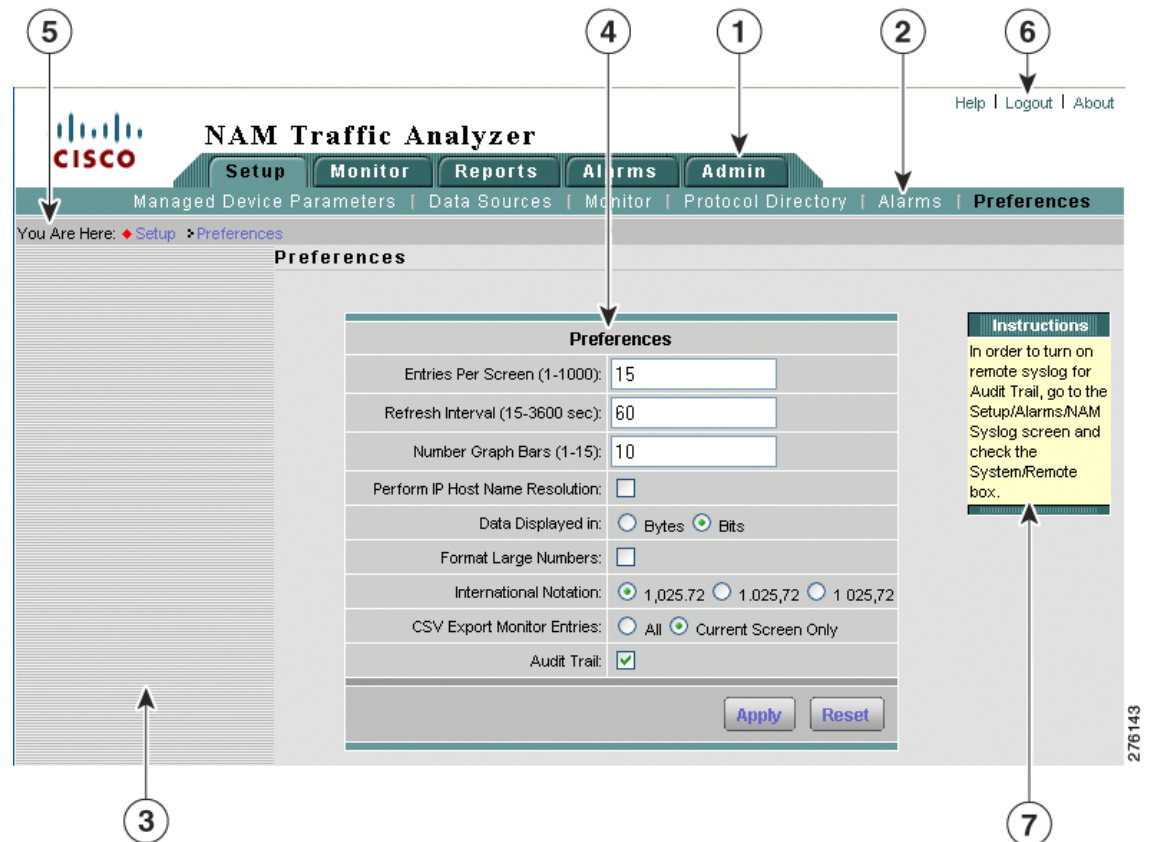 5 4 1 2 6
Help | Logout | About
CISCO
NAM Traffic Analyzer
Setup Monitor Reports Alarms Admin
Managed Device Parameters | Data Sources | Monitor | Protocol Directory | Alarms | Preferences
You Are Here: Setup Preferences
Preferences
Preferences
Entries Per Screen (1-1000): 15
Refresh Interval (15-3600 sec): 60
Number Graph Bars (1-15): 10
Perform IP Host Name Resolution:
Data Displayed in: Bytes Bits
Format Large Numbers:
International Notation: 1,025.72 1.025,72 1 025,72
CSV Export Monitor Entries: All Current Screen Only
Audit Trail:
Apply Reset
Instructions
In order to turn on
remote syslog for
Audit Trail, go to the
Setup/Alarms/NAM
Syslog screen and
check the
System/Remote
box.
276143
3 7